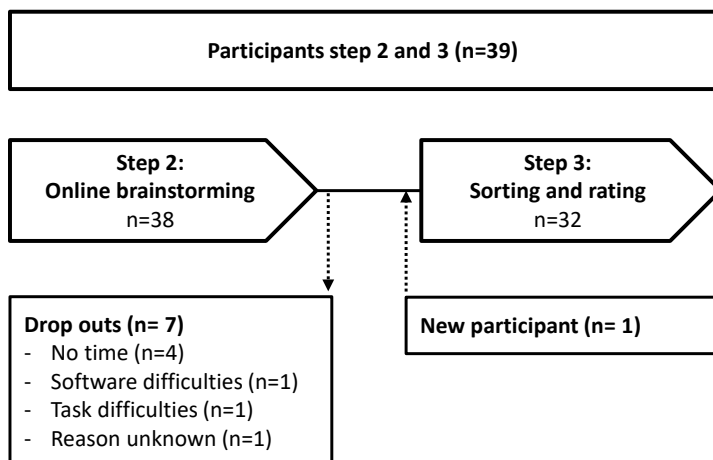 Participants step 2 and 3 (n=39)
Step 2:
Online brainstorming
n=38
Step 3:
Sorting and rating
n=32
Drop outs (n= 7)
- No time (n=4)
- Software difficulties (n=1)
- Task difficulties (n=1)
- Reason unknown (n=1)
New participant (n= 1)